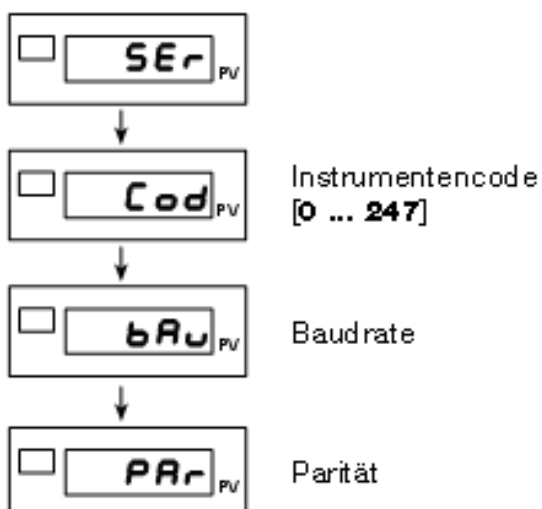 SEr PV
Cod PV
Instrumentencode
[0 ... 247]
bAu PV
Baudrate
PAr PV
Parität